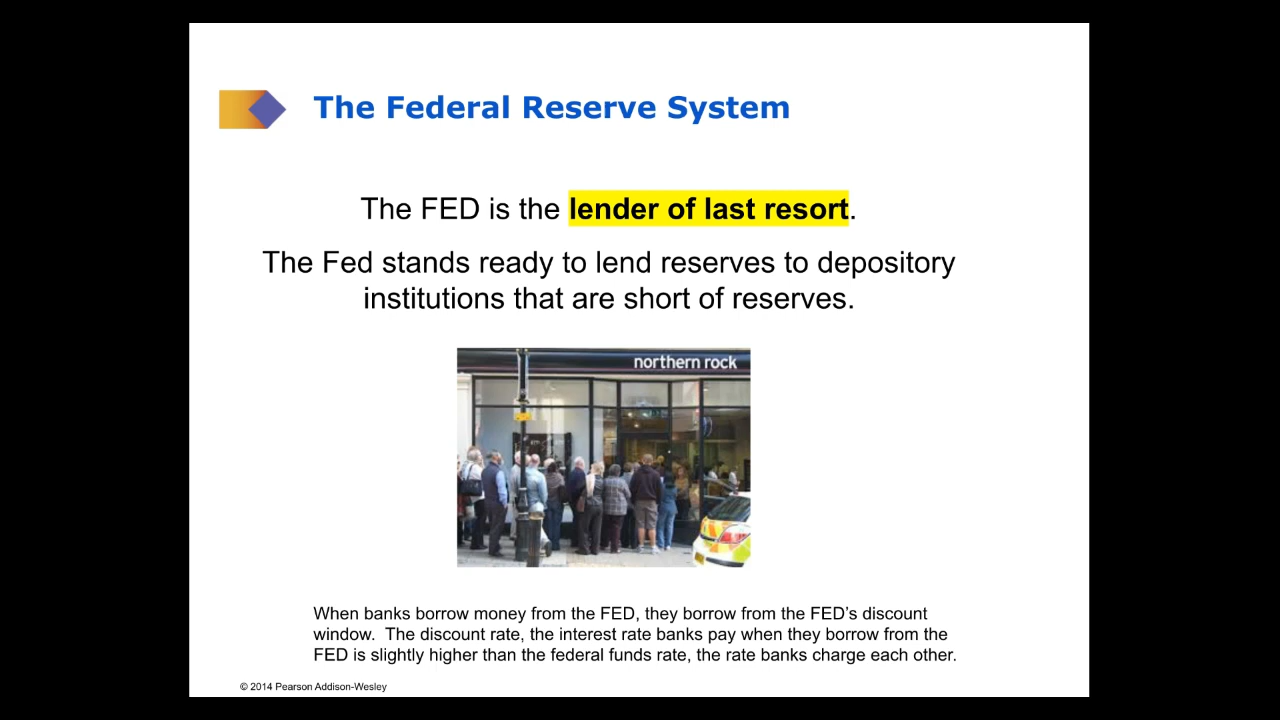 The Federal Reserve System
The FED is the lender of last resort.
The Fed stands ready to lend reserves to depository
institutions that are short of reserves.
northern rock
When banks borrow money from the FED, they borrow from the FED’s discount
window.  The discount rate, the interest rate banks pay when they borrow from the
FED is slightly higher than the federal funds rate, the rate banks charge each other.
© 2014 Pearson Addison-Wesley